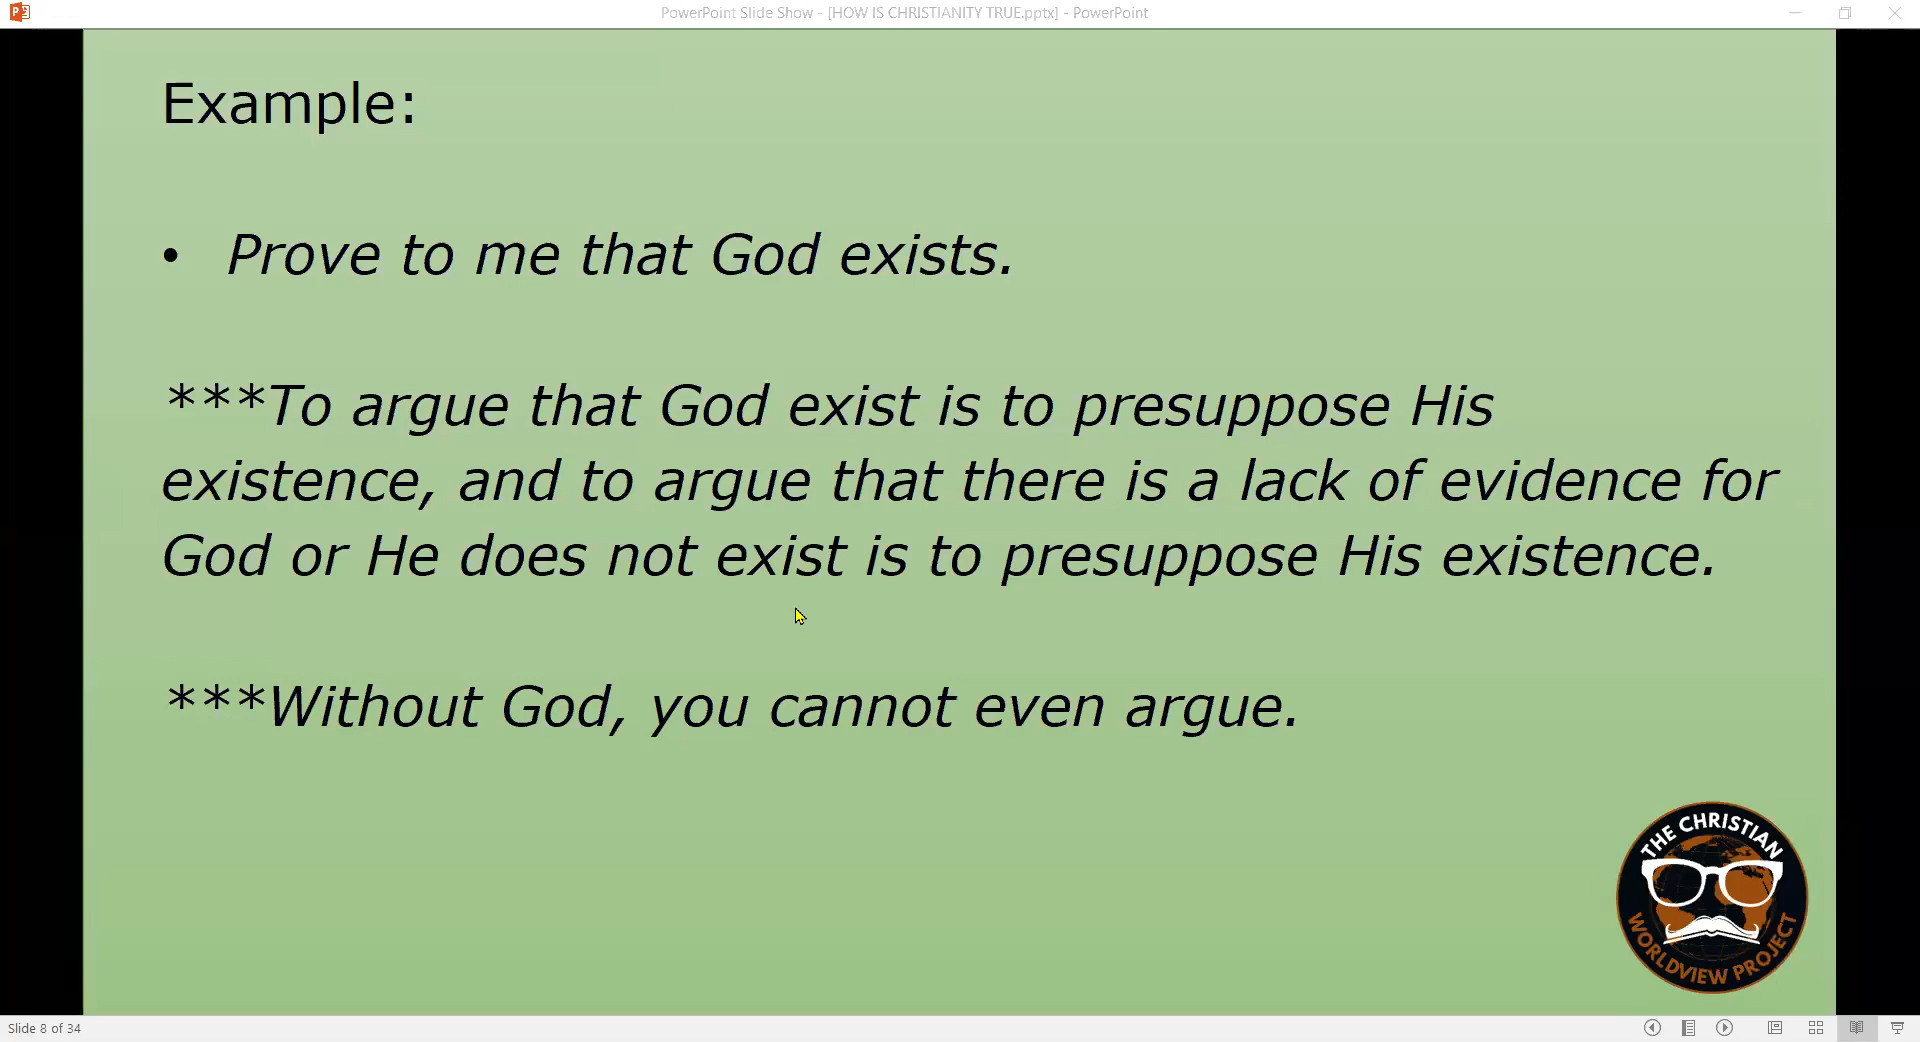 PowerPoint Slide Show - [HOW IS CHRISTIANITY TRUE.pptx] - PowerPoint
Example:
• Prove to me that God exists.
***To argue that God exist is to presuppose His
existence, and to argue that there is a lack of evidence for
God or He does not exist is to presuppose His existence.
***Without God, you cannot even argue.
THE CHRISTIAN
WORLDVIEW PROJECT
Slide 8 of 34